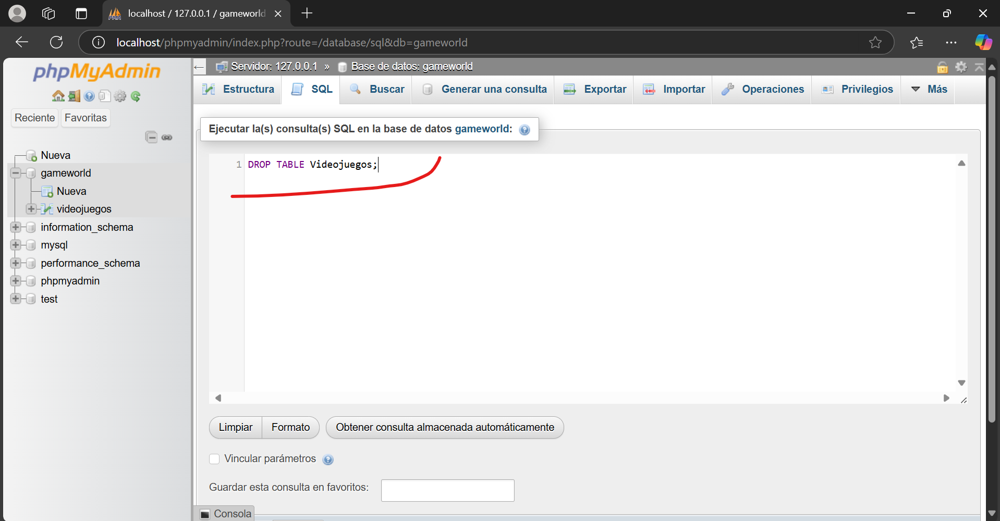 localhost / 127.0.0.1 / gameworld
localhost/phpmyadmin/index.php?route=/database/sql&db=gameworld
phpMyAdmin
Reciente
Favoritas
Nueva
gameworld
Nueva
videojuegos
information_schema
mysql
performance_schema
phpmyadmin
test
Servidor: 127.0.0.1 » Base de datos: gameworld
Estructura
SQL
Buscar
Generar una consulta
Exportar
Importar
Operaciones
Privilegios
Más
Ejecutar la(s) consulta(s) SQL en la base de datos gameworld:
1 DROP TABLE Videojuegos;
Limpiar
Formato
Obtener consulta almacenada automáticamente
Vincular parámetros
Guardar esta consulta en favoritos:
Consola